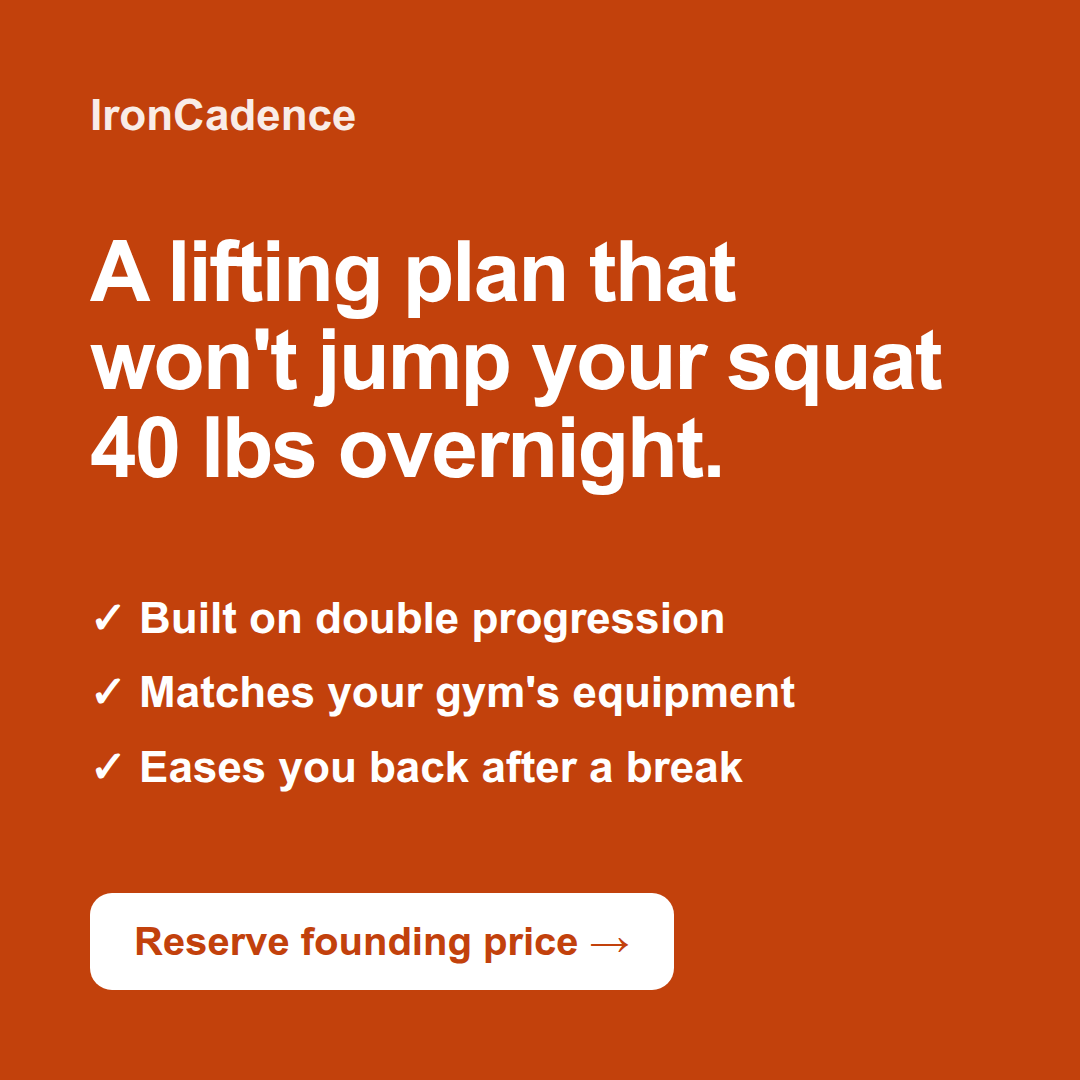 IronCadence
A lifting plan that
won't jump your squat
40 lbs overnight.
✓ Built on double progression
✓ Matches your gym's equipment
✓ Eases you back after a break
Reserve founding price →